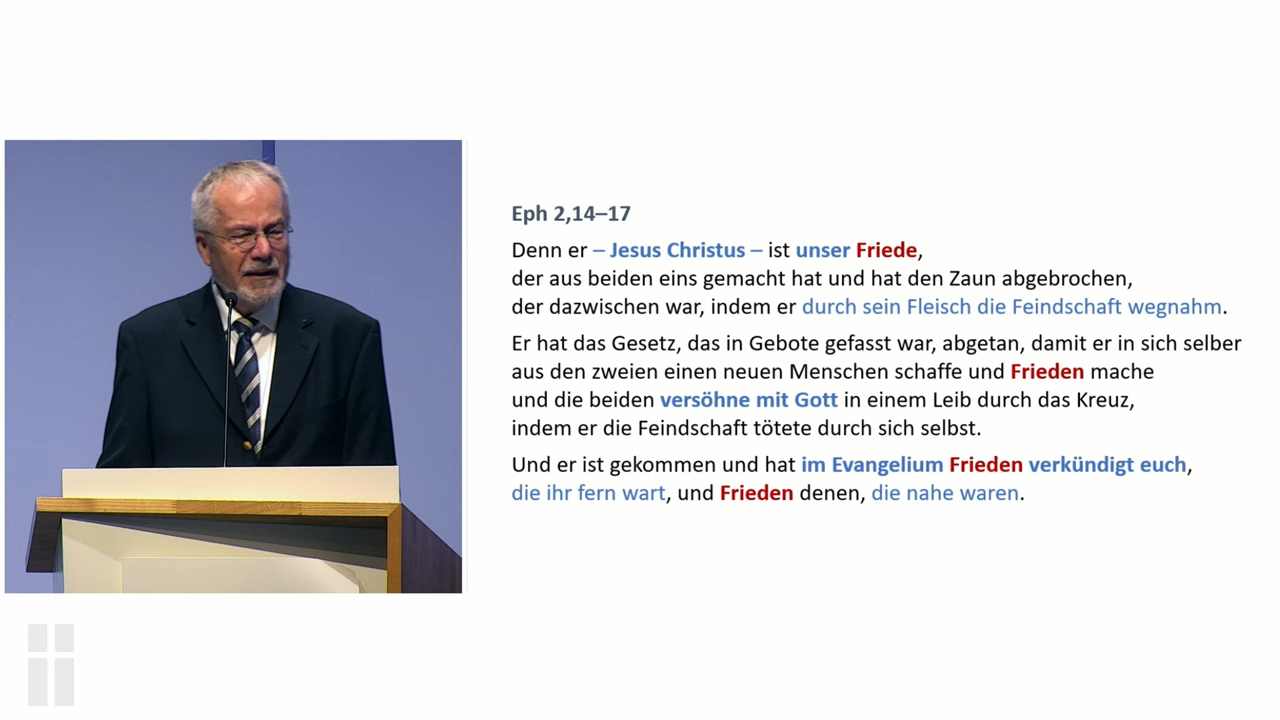 Eph 2,14–17
Denn er – Jesus Christus – ist unser Friede,
der aus beiden eins gemacht hat und hat den Zaun abgebrochen,
der dazwischen war, indem er durch sein Fleisch die Feindschaft wegnahm.
Er hat das Gesetz, das in Gebote gefasst war, abgetan, damit er in sich selber
aus den zweien einen neuen Menschen schaffe und Frieden mache
und die beiden versöhne mit Gott in einem Leib durch das Kreuz,
indem er die Feindschaft tötete durch sich selbst.
Und er ist gekommen und hat im Evangelium Frieden verkündigt euch,
die ihr fern wart, und Frieden denen, die nahe waren.